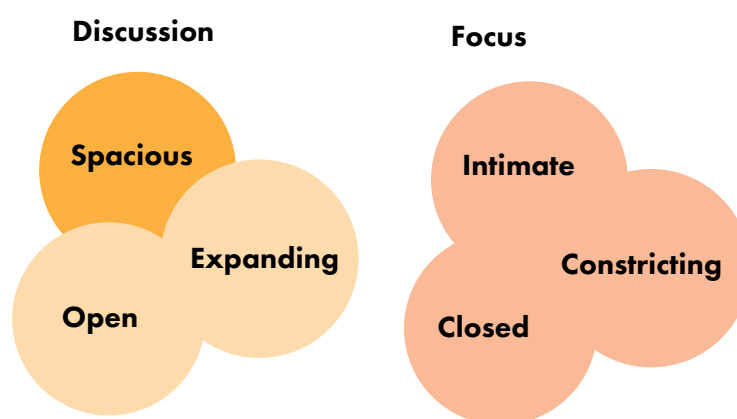 Discussion
Spacious
Expanding
Open
Focus
Intimate
Constricting
Closed